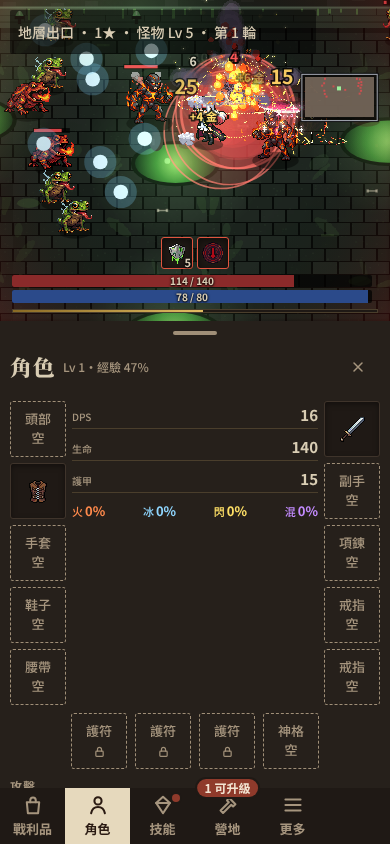 地層出口 • 1★ • 怪物 Lv 5 • 第 1 輪
6
4
25
15
+4 金
5
114 / 140
78 / 80
角色 Lv 1 • 經驗 47%
頭部
空
DPS 16
生命 140
護甲 15
火 0% 冰 0% 閃 0% 混 0%
副手
空
手套
空
項鍊
空
鞋子
空
戒指
空
腰帶
空
戒指
空
護符 護符 護符 神格
空
攻擊
1 可升級
戰利品 角色 技能 營地 更多